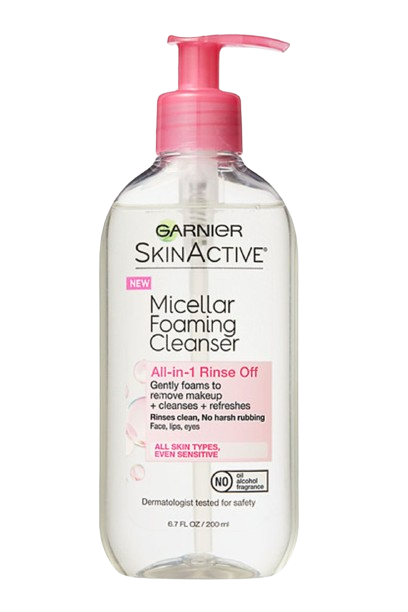 GARNIER
SKINACTIVE®
NEW
Micellar
Foaming
Cleanser
All-in-1 Rinse Off
Gently foams to
remove makeup
+ cleanses + refreshes
Rinses clean, No harsh rubbing
Face, lips, eyes
ALL SKIN TYPES,
EVEN SENSITIVE
NO oil
alcohol
fragrance
Dermatologist tested for safety
6.7 FL OZ / 200 ml